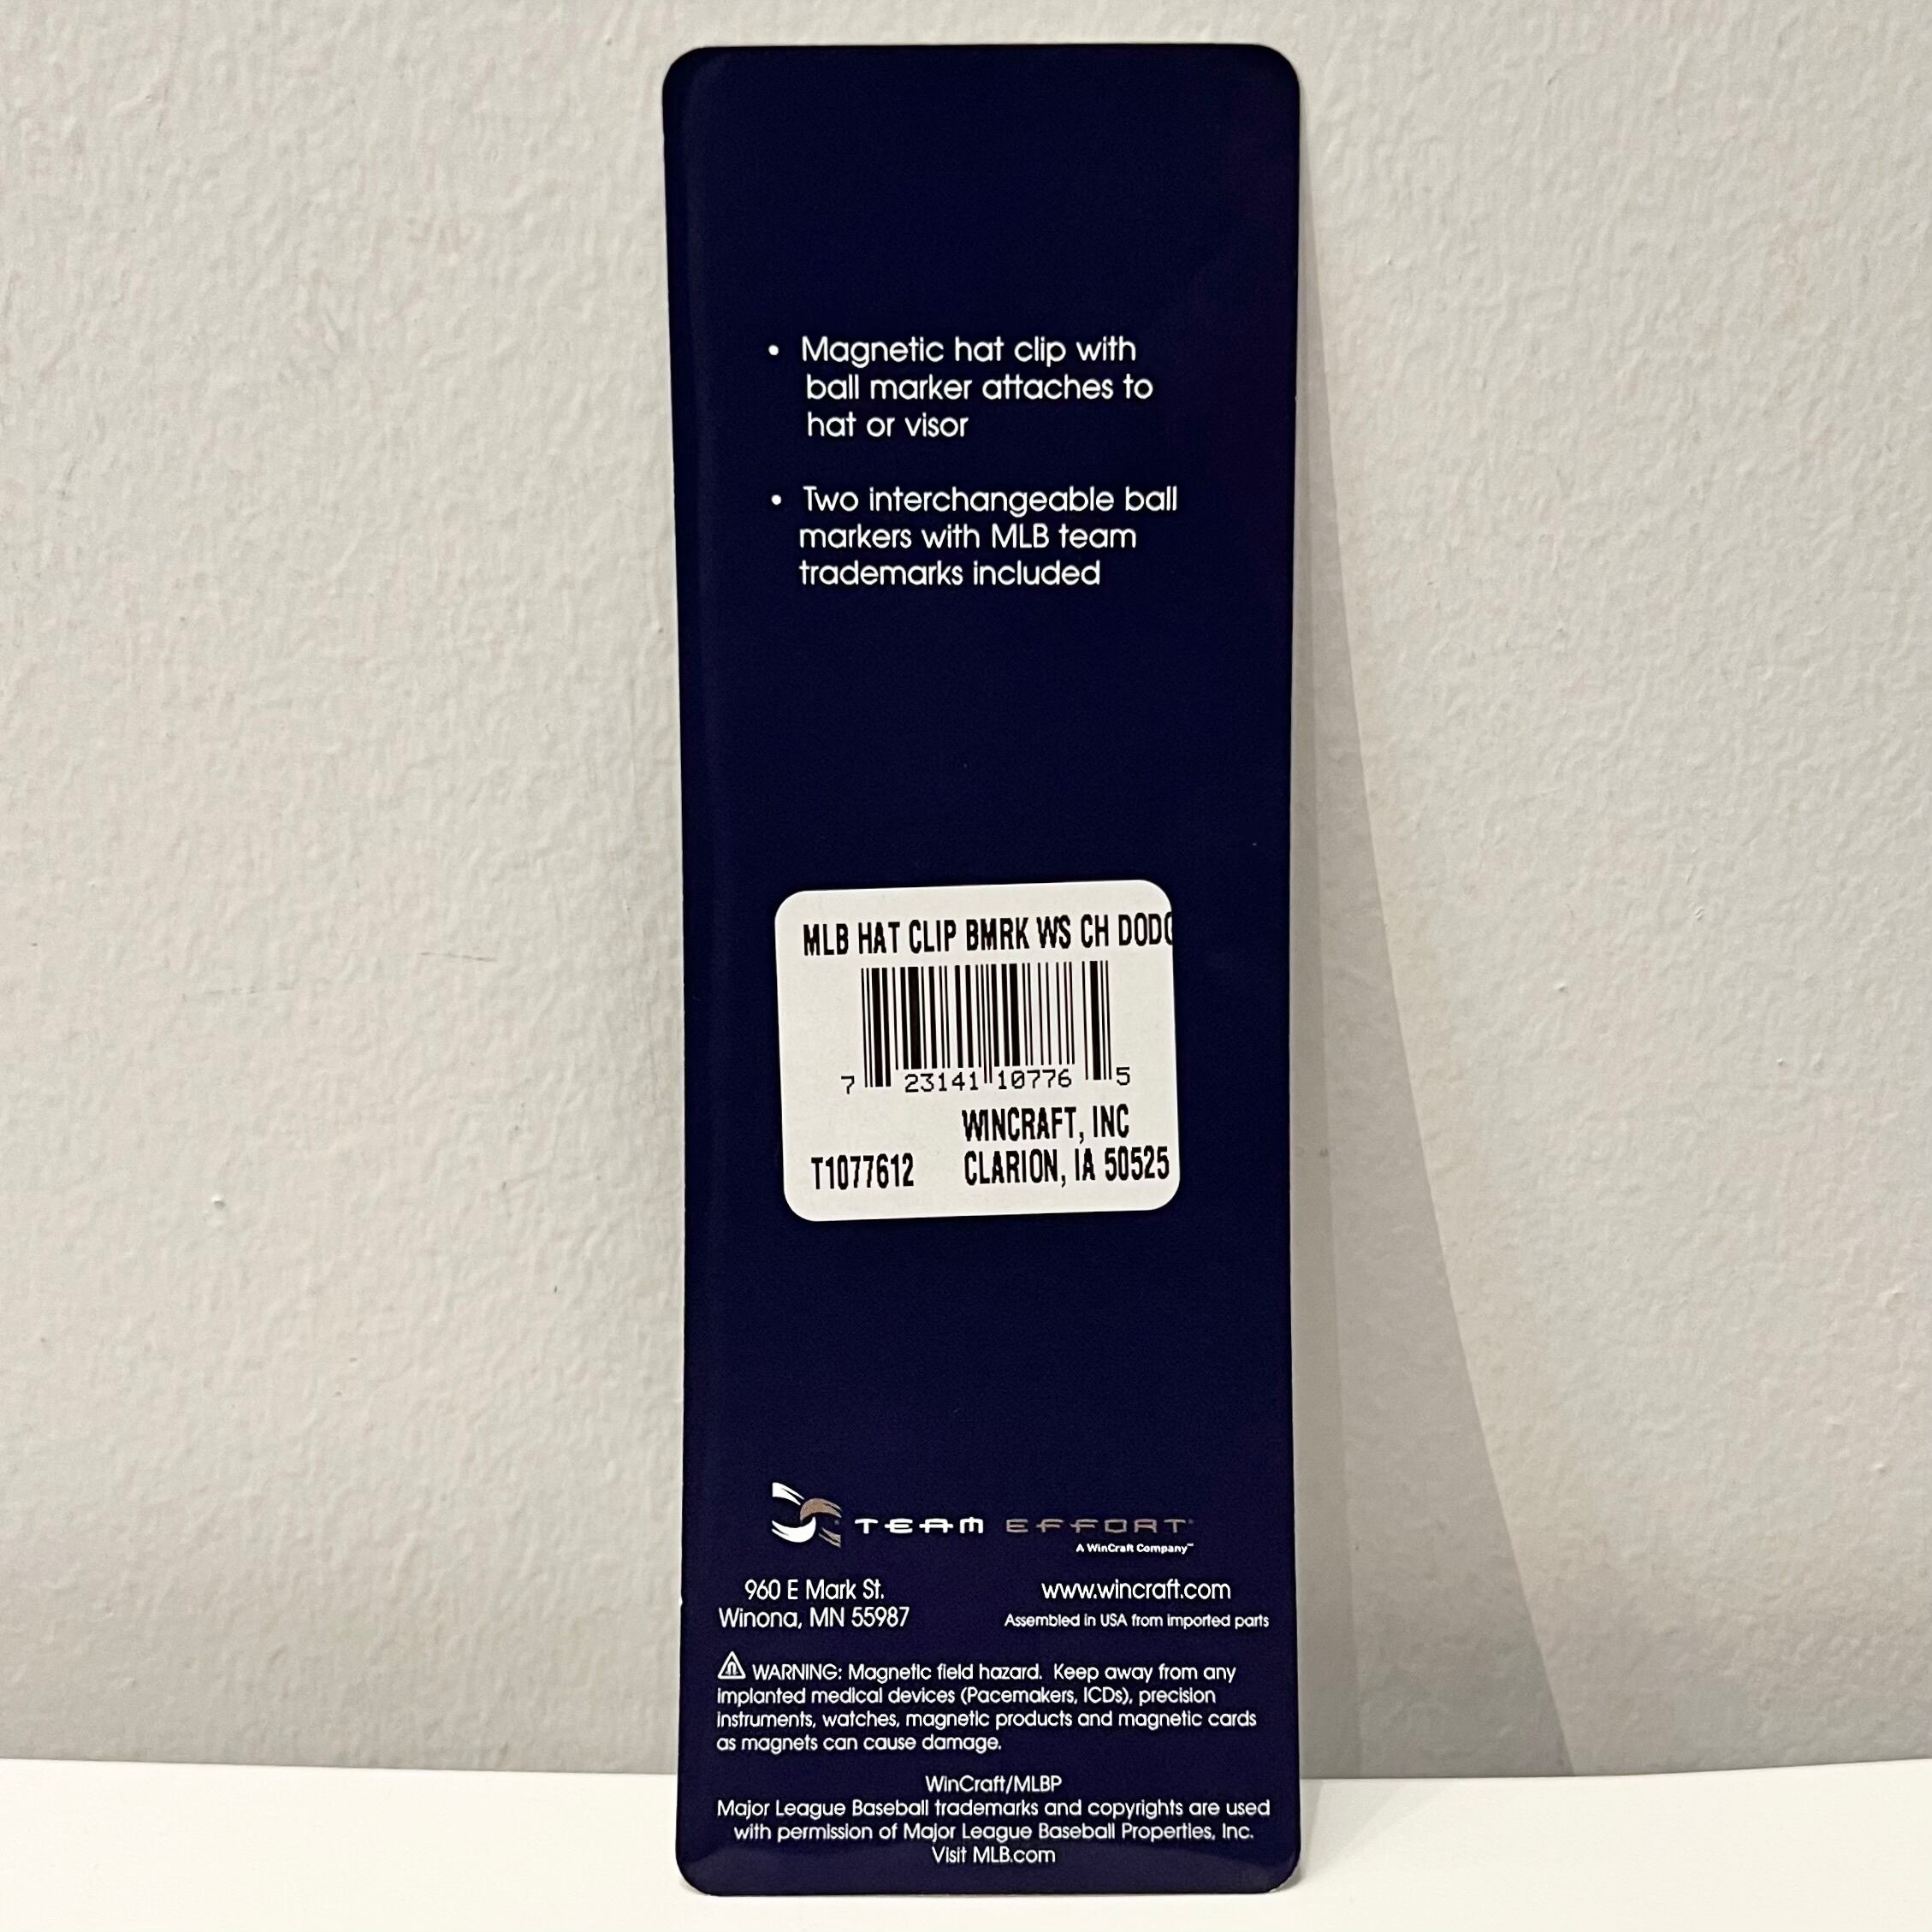 • Magnetic hat clip with
ball marker attaches to
hat or visor
• Two interchangeable ball
markers with MLB team
trademarks included
MLB HAT CLIP BMRK WS CH DODG
7 23141 10776 5
WINCRAFT, INC
T1077612 CLARION, IA 50525
TEAM EFFORT
A WinCraft Company™
960 E Mark St. www.wincraft.com
Winona, MN 55987 Assembled in USA from imported parts
WARNING: Magnetic field hazard. Keep away from any
implanted medical devices (Pacemakers, ICDs), precision
instruments, watches, magnetic products and magnetic cards
as magnets can cause damage.
WinCraft/MLBP
Major League Baseball trademarks and copyrights are used
with permission of Major League Baseball Properties, Inc.
Visit MLB.com